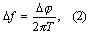 Δf = Δφ / 2πT, (2)